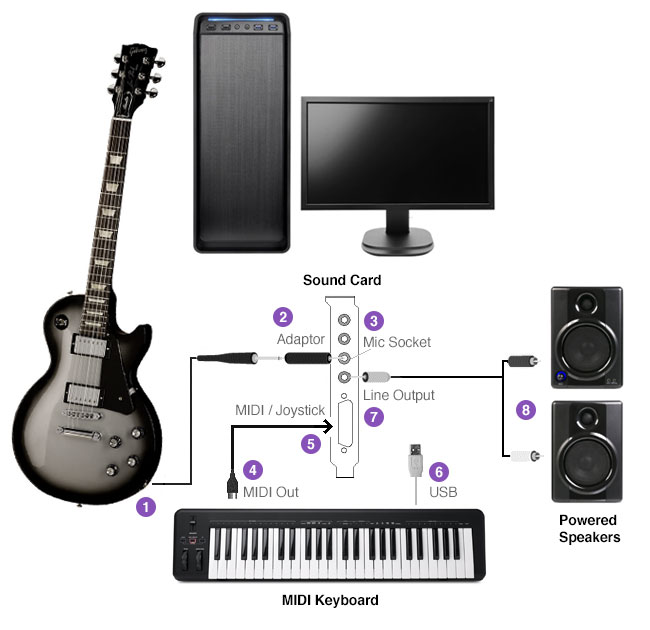 Gibson
Sound Card
2
3
Adaptor
Mic Socket
Line Output
MIDI / Joystick
7
8
5
4
6
MIDI Out
USB
1
Powered
Speakers
MIDI Keyboard